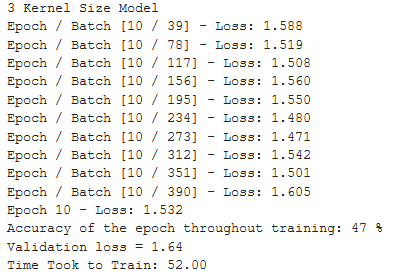 3 Kernel Size Model
Epoch / Batch [10 / 39] - Loss: 1.588
Epoch / Batch [10 / 78] - Loss: 1.519
Epoch / Batch [10 / 117] - Loss: 1.508
Epoch / Batch [10 / 156] - Loss: 1.560
Epoch / Batch [10 / 195] - Loss: 1.550
Epoch / Batch [10 / 234] - Loss: 1.480
Epoch / Batch [10 / 273] - Loss: 1.471
Epoch / Batch [10 / 312] - Loss: 1.542
Epoch / Batch [10 / 351] - Loss: 1.501
Epoch / Batch [10 / 390] - Loss: 1.605
Epoch 10 - Loss: 1.532
Accuracy of the epoch throughout training: 47 %
Validation loss = 1.64
Time Took to Train: 52.00